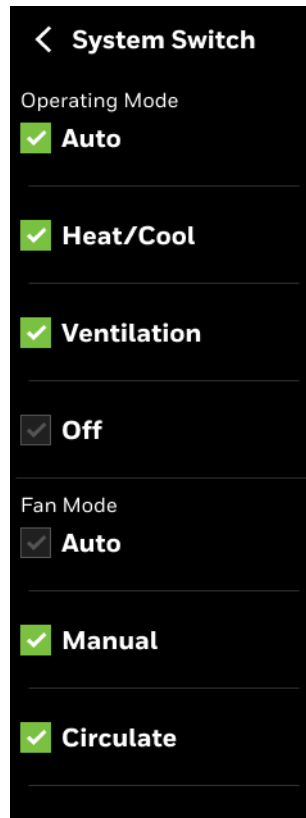 System Switch
Operating Mode
Auto
Heat/Cool
Ventilation
Off
Fan Mode
Auto
Manual
Circulate